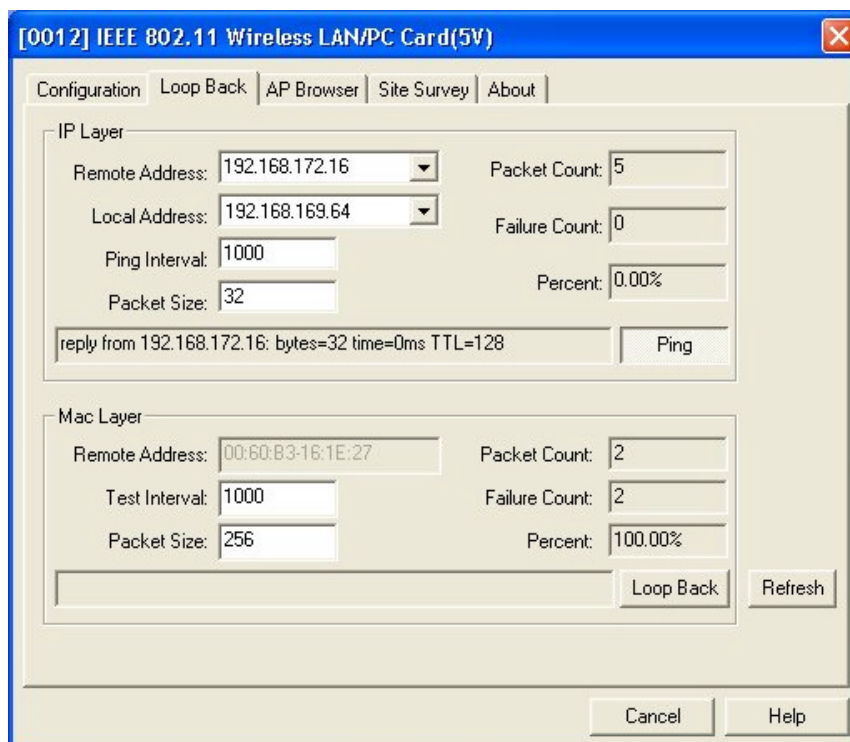 [0012] IEEE 802.11 Wireless LAN/PC Card(5V)
Configuration Loop Back AP Browser Site Survey About
IP Layer
Remote Address: 192.168.172.16 Packet Count: 5
Local Address: 192.168.169.64 Failure Count: 0
Ping Interval: 1000
Percent: 0.00%
Packet Size: 32
reply from 192.168.172.16: bytes=32 time=0ms TTL=128 Ping
Mac Layer
Remote Address: 00:60:B3-16:1E:27 Packet Count: 2
Test Interval: 1000 Failure Count: 2
Packet Size: 256 Percent: 100.00%
Loop Back Refresh
Cancel Help